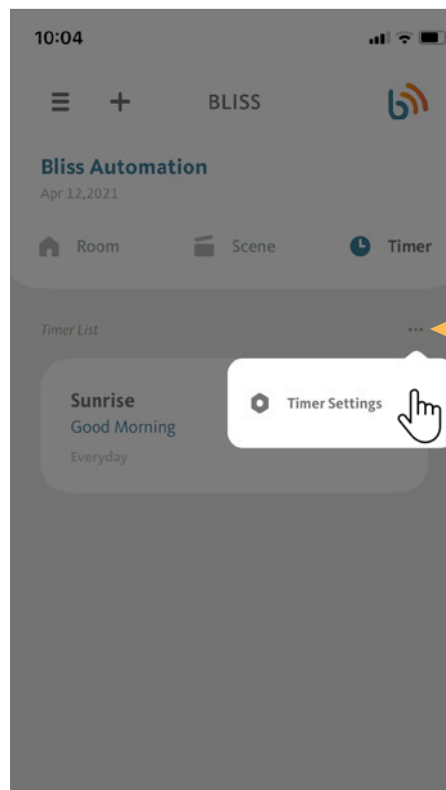 10:04
BLISS
Bliss Automation
Apr 12,2021
Room Scene Timer
Timer List
Timer Settings
Sunrise
Good Morning
Everyday